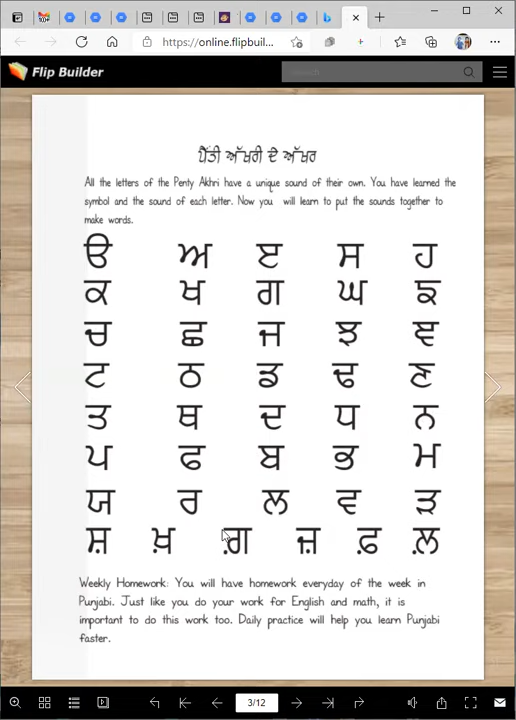 https://online.flipbuil...
Flip Builder
Search
ਪੈਂਤੀ ਅੱਖਰੀ ਦੇ ਅੱਖਰ
All the letters of the Penty Akhri have a unique sound of their own. You have learned the
symbol and the sound of each letter. Now you will learn to put the sounds together to
make words.
ੳ ਅ ੲ ਸ ਹ
ਕ ਖ ਗ ਘ ਙ
ਚ ਛ ਜ ਝ ਞ
ਟ ਠ ਡ ਢ ਣ
ਤ ਥ ਦ ਧ ਨ
ਪ ਫ ਬ ਭ ਮ
ਯ ਰ ਲ ਵ ੜ
ਸ਼ ਖ਼ ਗ਼ ਜ਼ ਫ਼ ਲ਼
Weekly Homework: You will have homework everyday of the week in
Punjabi. Just like you do your work for English and math, it is
important to do this work too. Daily practice will help you learn Punjabi
faster.
3/12